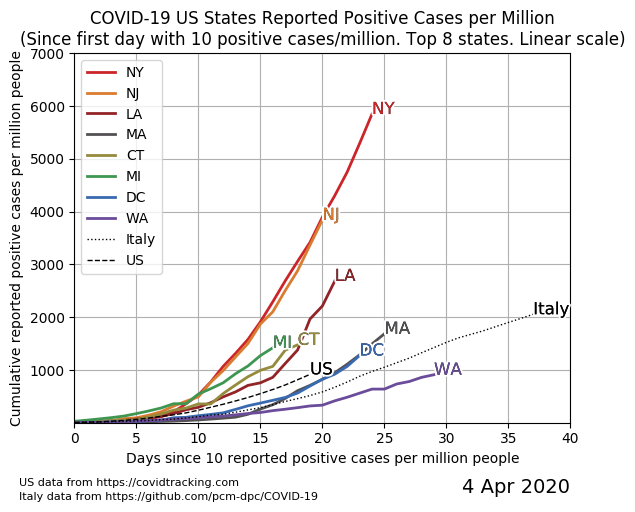 COVID-19 US States Reported Positive Cases per Million
(Since first day with 10 positive cases/million. Top 8 states. Linear scale)
Cumulative reported positive cases per million people
7000
6000
5000
4000
3000
2000
1000
NY
NJ
LA
MA
CT
MI
DC
WA
Italy
US
NY
NJ
LA
Italy
MA
MI
CT
DC
US
WA
0
5
10
15
20
25
30
35
40
Days since 10 reported positive cases per million people
US data from https://covidtracking.com
Italy data from https://github.com/pcm-dpc/COVID-19
4 Apr 2020